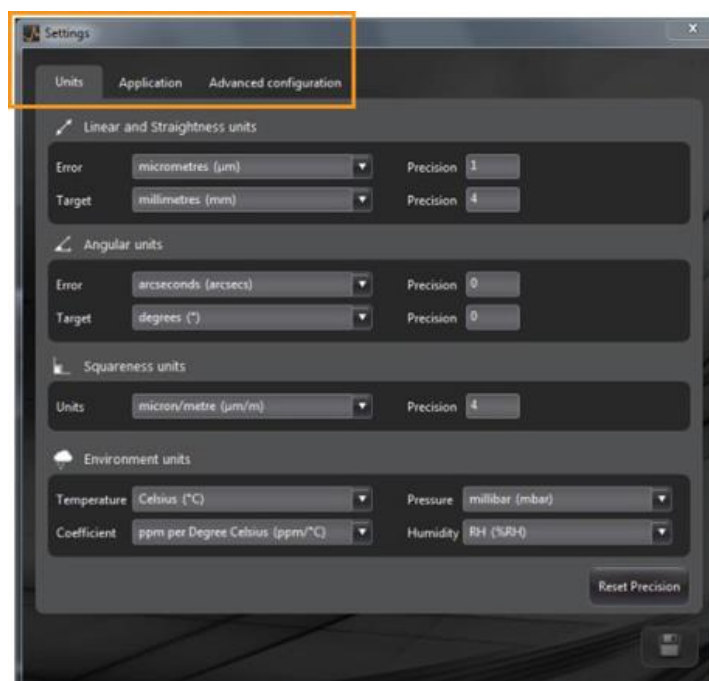 Settings
X
Units Application Advanced configuration
Linear and Straightness units
Error micrometres (µm) Precision 1
Target millimetres (mm) Precision 4
Angular units
Error arcseconds (arcsecs) Precision 0
Target degrees (°) Precision 0
Squareness units
Units micron/metre (µm/m) Precision 4
Environment units
Temperature Celsius (°C) Pressure millibar (mbar)
Coefficient ppm per Degree Celsius (ppm/°C) Humidity RH (%RH)
Reset Precision